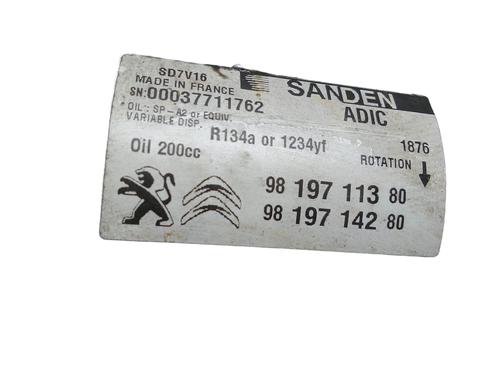 SD7V16
MADE IN FRANCE
SN:00037711762
SANDEN
ADIC
OIL: SP-A2 or EQUIV.
VARIABLE DISP.
R134a or 1234yf
1876
Oil 200cc
ROTATION
98 197 113 80
98 197 142 80